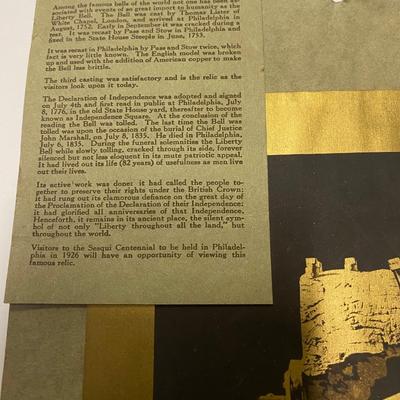 Among the famous bells of the world not one has been as-
sociated with events of so great import to humanity as the
Liberty Bell. The Bell was cast by Thomas Lister of
White Chapel, London, and arrived at Philadelphia in
August, 1752. Early in September it was cracked during a
test. It was recast by Pass and Stow in Philadelphia and
fixed in the State House Steeple in June, 1753.
It was recast in Philadelphia by Pass and Stow twice, which
fact is very little known. The English model was broken
up and used with the addition of American copper to make
the Bell less brittle.
The third casting was satisfactory and is the relic as the
visitors look upon it today.
The Declaration of Independence was adopted and signed
on July 4th and first read in public at Philadelphia, July
8, 1776, in the old State House yard, thereafter to become
known as Independence Square. At the conclusion of the
reading the Bell was tolled. The last time the Bell was
tolled was upon the occasion of the burial of Chief Justice
John Marshall, on July 8, 1835. He died in Philadelphia,
July 6, 1835. During the funeral solemnities the Liberty
Bell while slowly tolling, cracked through its side, forever
silenced but not less eloquent in its mute patriotic appeal.
It had lived out its life (82 years) of usefulness as men live
out their lives.
Its active work was done: it had called the people to-
gether to preserve their rights under the British Crown;
it had rung out its clamorous defiance on the great day of
the Proclamation of the Declaration of their Independence;
it had glorified all anniversaries of that Independence.
Henceforth, it remains in its ancient place, the silent sym-
bol of not only "Liberty throughout all the land," but
throughout the world.
Visitors to the Sesqui Centennial to be held in Philadel-
phia in 1926 will have an opportunity of viewing this
famous relic.